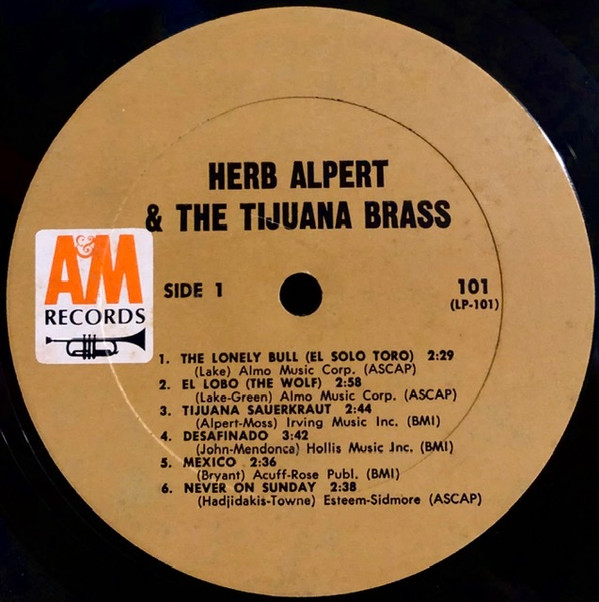 HERB ALPERT
& THE TIJUANA BRASS
A&M
RECORDS
SIDE 1
101
(LP-101)
1. THE LONELY BULL (EL SOLO TORO) 2:29
(Lake) Almo Music Corp. (ASCAP)
2. EL LOBO (THE WOLF) 2:58
(Lake-Green) Almo Music Corp. (ASCAP)
3. TIJUANA SAUERKRAUT 2:44
(Alpert-Moss) Irving Music Inc. (BMI)
4. DESAFINADO 3:42
(John-Mendonca) Hollis Music Inc. (BMI)
5. MEXICO 2:36
(Bryant) Acuff-Rose Publ. (BMI)
6. NEVER ON SUNDAY 2:38
(Hadjidakis-Towne) Esteem-Sidmore (ASCAP)